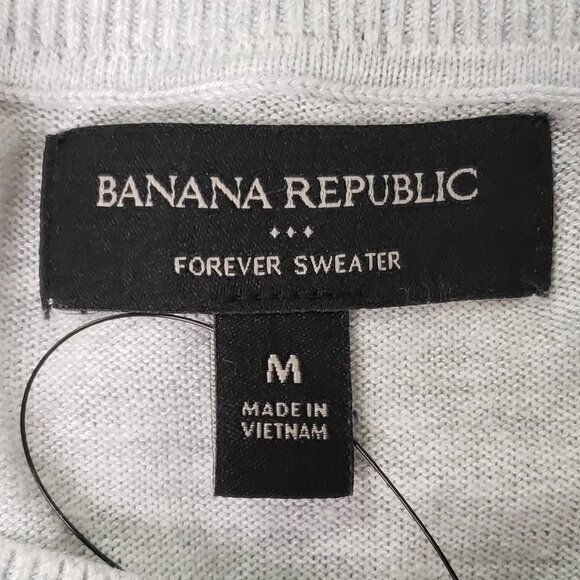 BANANA REPUBLIC
FOREVER SWEATER
M
MADE IN
VIETNAM